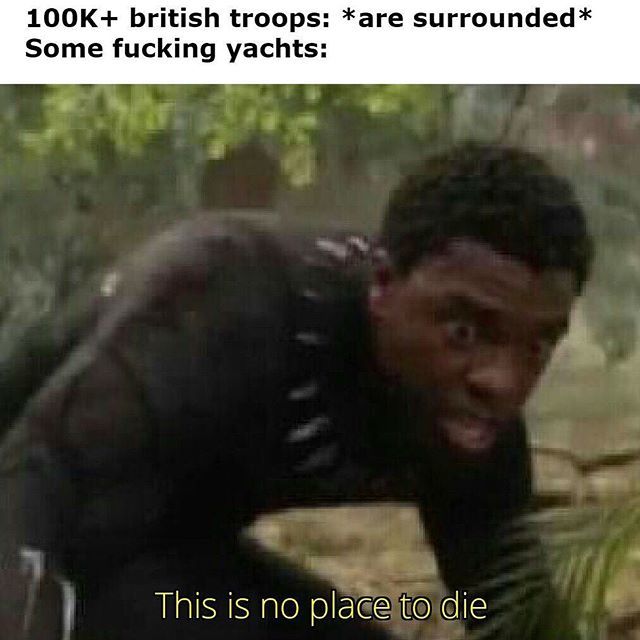 100K+ british troops: *are surrounded*
Some fucking yachts:
This is no place to die